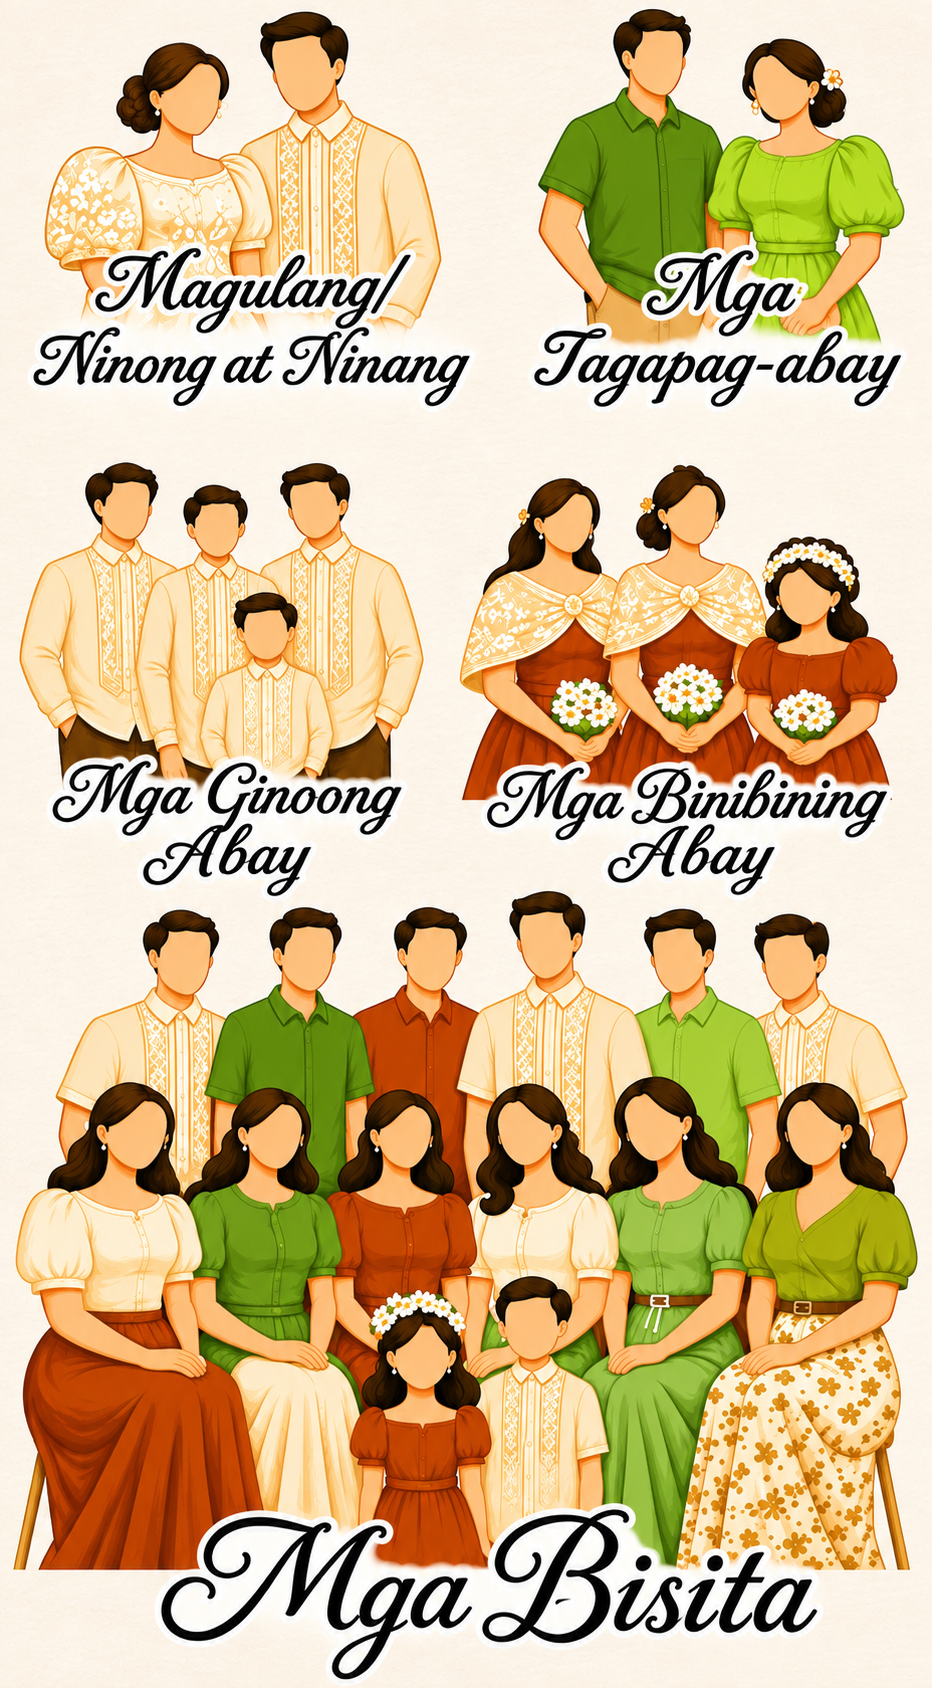 Magulang/
Ninong at Ninang
Mga
Tagapag-abay
Mga Ginoong
Abay
Mga Binibining
Abay
Mga Bisita